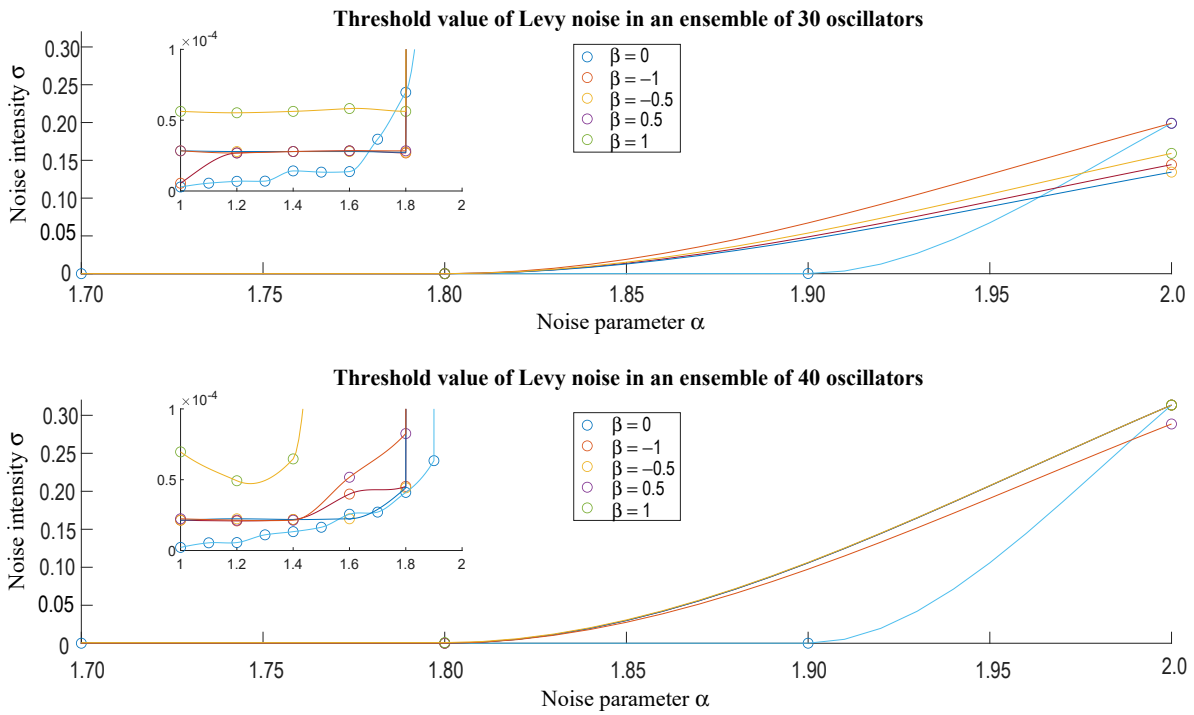 Threshold value of Levy noise in an ensemble of 30 oscillators
Noise intensity σ
0.30
0.25
0.20
0.15
0.10
0.05
0
×10⁻⁴
1
0.5
0
1 1.2 1.4 1.6 1.8 2
β = 0
β = −1
β = −0.5
β = 0.5
β = 1
1.70 1.75 1.80 1.85 1.90 1.95 2.0
Noise parameter α
Threshold value of Levy noise in an ensemble of 40 oscillators
Noise intensity σ
0.30
0.25
0.20
0.15
0.10
0.05
0
×10⁻⁴
1
0.5
0
1 1.2 1.4 1.6 1.8 2
β = 0
β = −1
β = −0.5
β = 0.5
β = 1
1.70 1.75 1.80 1.85 1.90 1.95 2.0
Noise parameter α